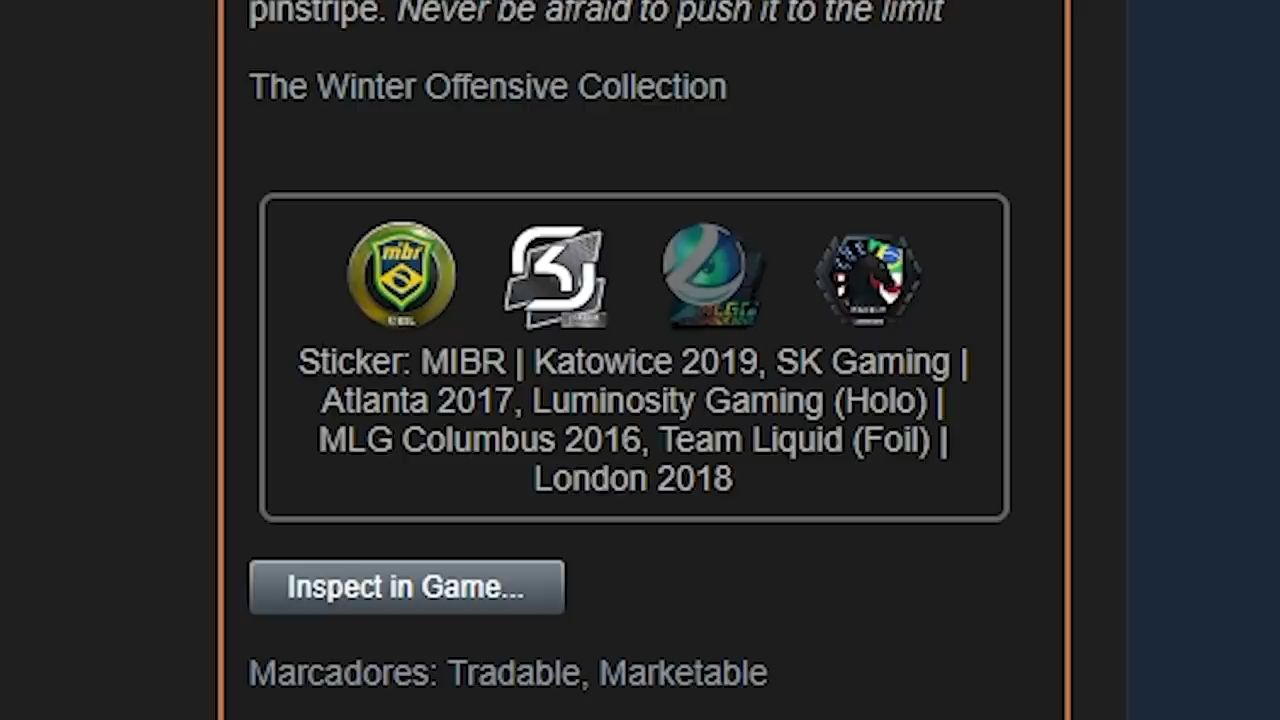 pinstripe. Never be afraid to push it to the limit
The Winter Offensive Collection
mibr
Sticker: MIBR | Katowice 2019, SK Gaming |
Atlanta 2017, Luminosity Gaming (Holo) |
MLG Columbus 2016, Team Liquid (Foil) |
London 2018
Inspect in Game...
Marcadores: Tradable, Marketable